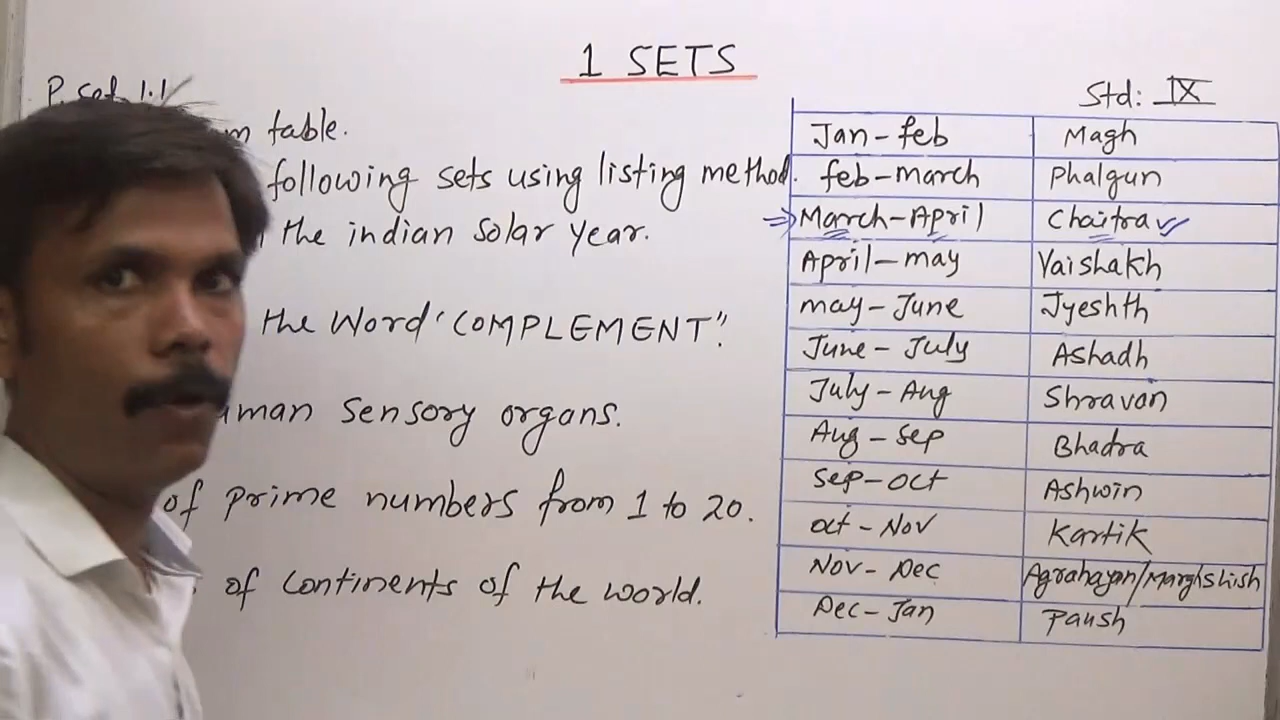 1 SETS
P. Set 1.1
Std: IX
table.
following sets using listing method.
the indian Solar year.
the Word "COMPLEMENT".
Sensory organs.
of prime numbers from 1 to 20.
of continents of the world.
Jan - feb Magh
feb - march Phalgun
March - April Chaitra
April - may Vaishakh
may - June Jyeshth
June - July Ashadh
July - Aug Shravan
Aug - Sep Bhadra
Sep - oct Ashwin
oct - Nov Kartik
Nov - Dec Agrahayan/Marghshish
Dec - Jan Paush